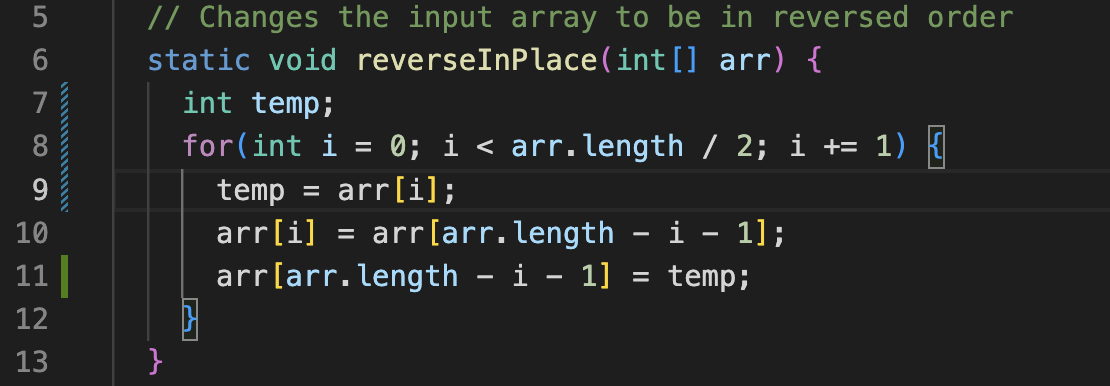 5 // Changes the input array to be in reversed order
6 static void reverseInPlace(int[] arr) {
7 int temp;
8 for(int i = 0; i < arr.length / 2; i += 1) {
9 temp = arr[i];
10 arr[i] = arr[arr.length - i - 1];
11 arr[arr.length - i - 1] = temp;
12 }
13 }